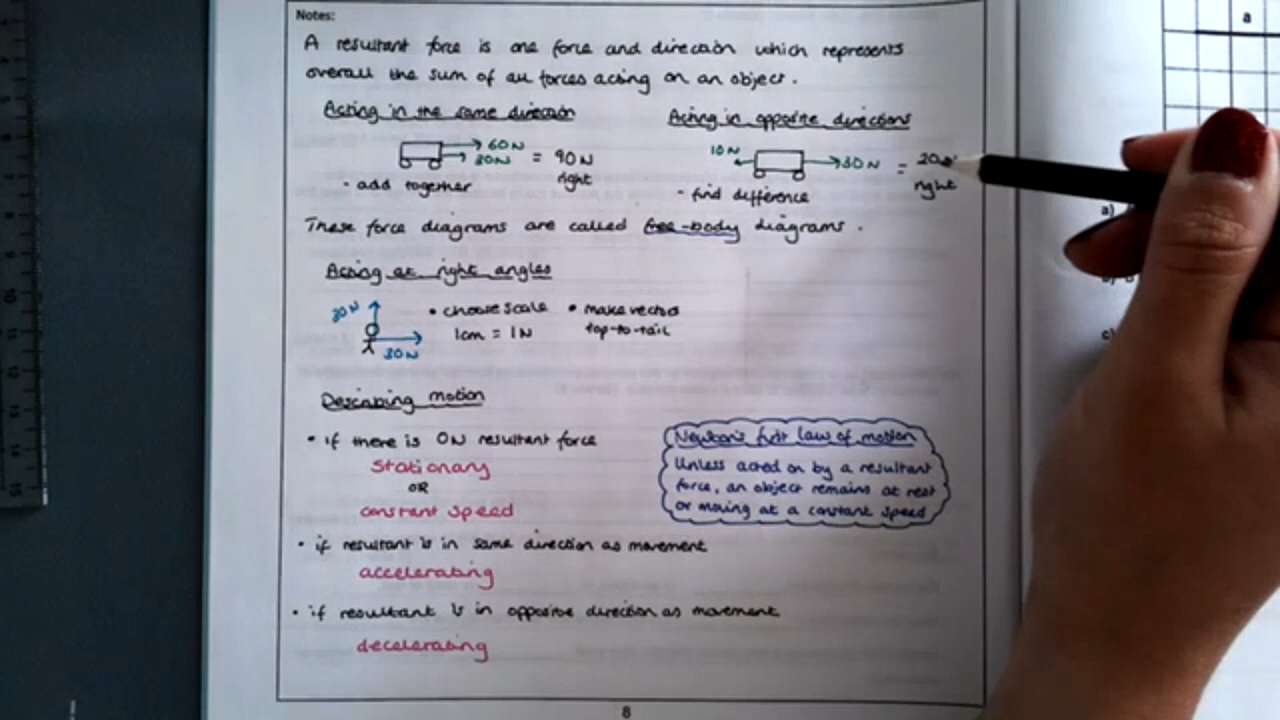 Notes:
A resultant force is one force and direction which represents
overall the sum of all forces acting on an object.
Acting in the same direction
60N
30N
= 90N
right
- add together
Acting in opposite directions
10N
30N
= 20N
right
- find difference
These force diagrams are called free-body diagrams.
Acting at right angles
30N
30N
• choose scale
1cm = 1N
• make vector
top-to-tail
Describing motion
• if there is 0N resultant force
stationary
OR
constant speed
• if resultant is in same direction as movement
accelerating
• if resultant is in opposite direction as movement
decelerating
Newton's first law of motion
Unless acted on by a resultant
force, an object remains at rest
or moving at a constant speed
8
a
a)
c)